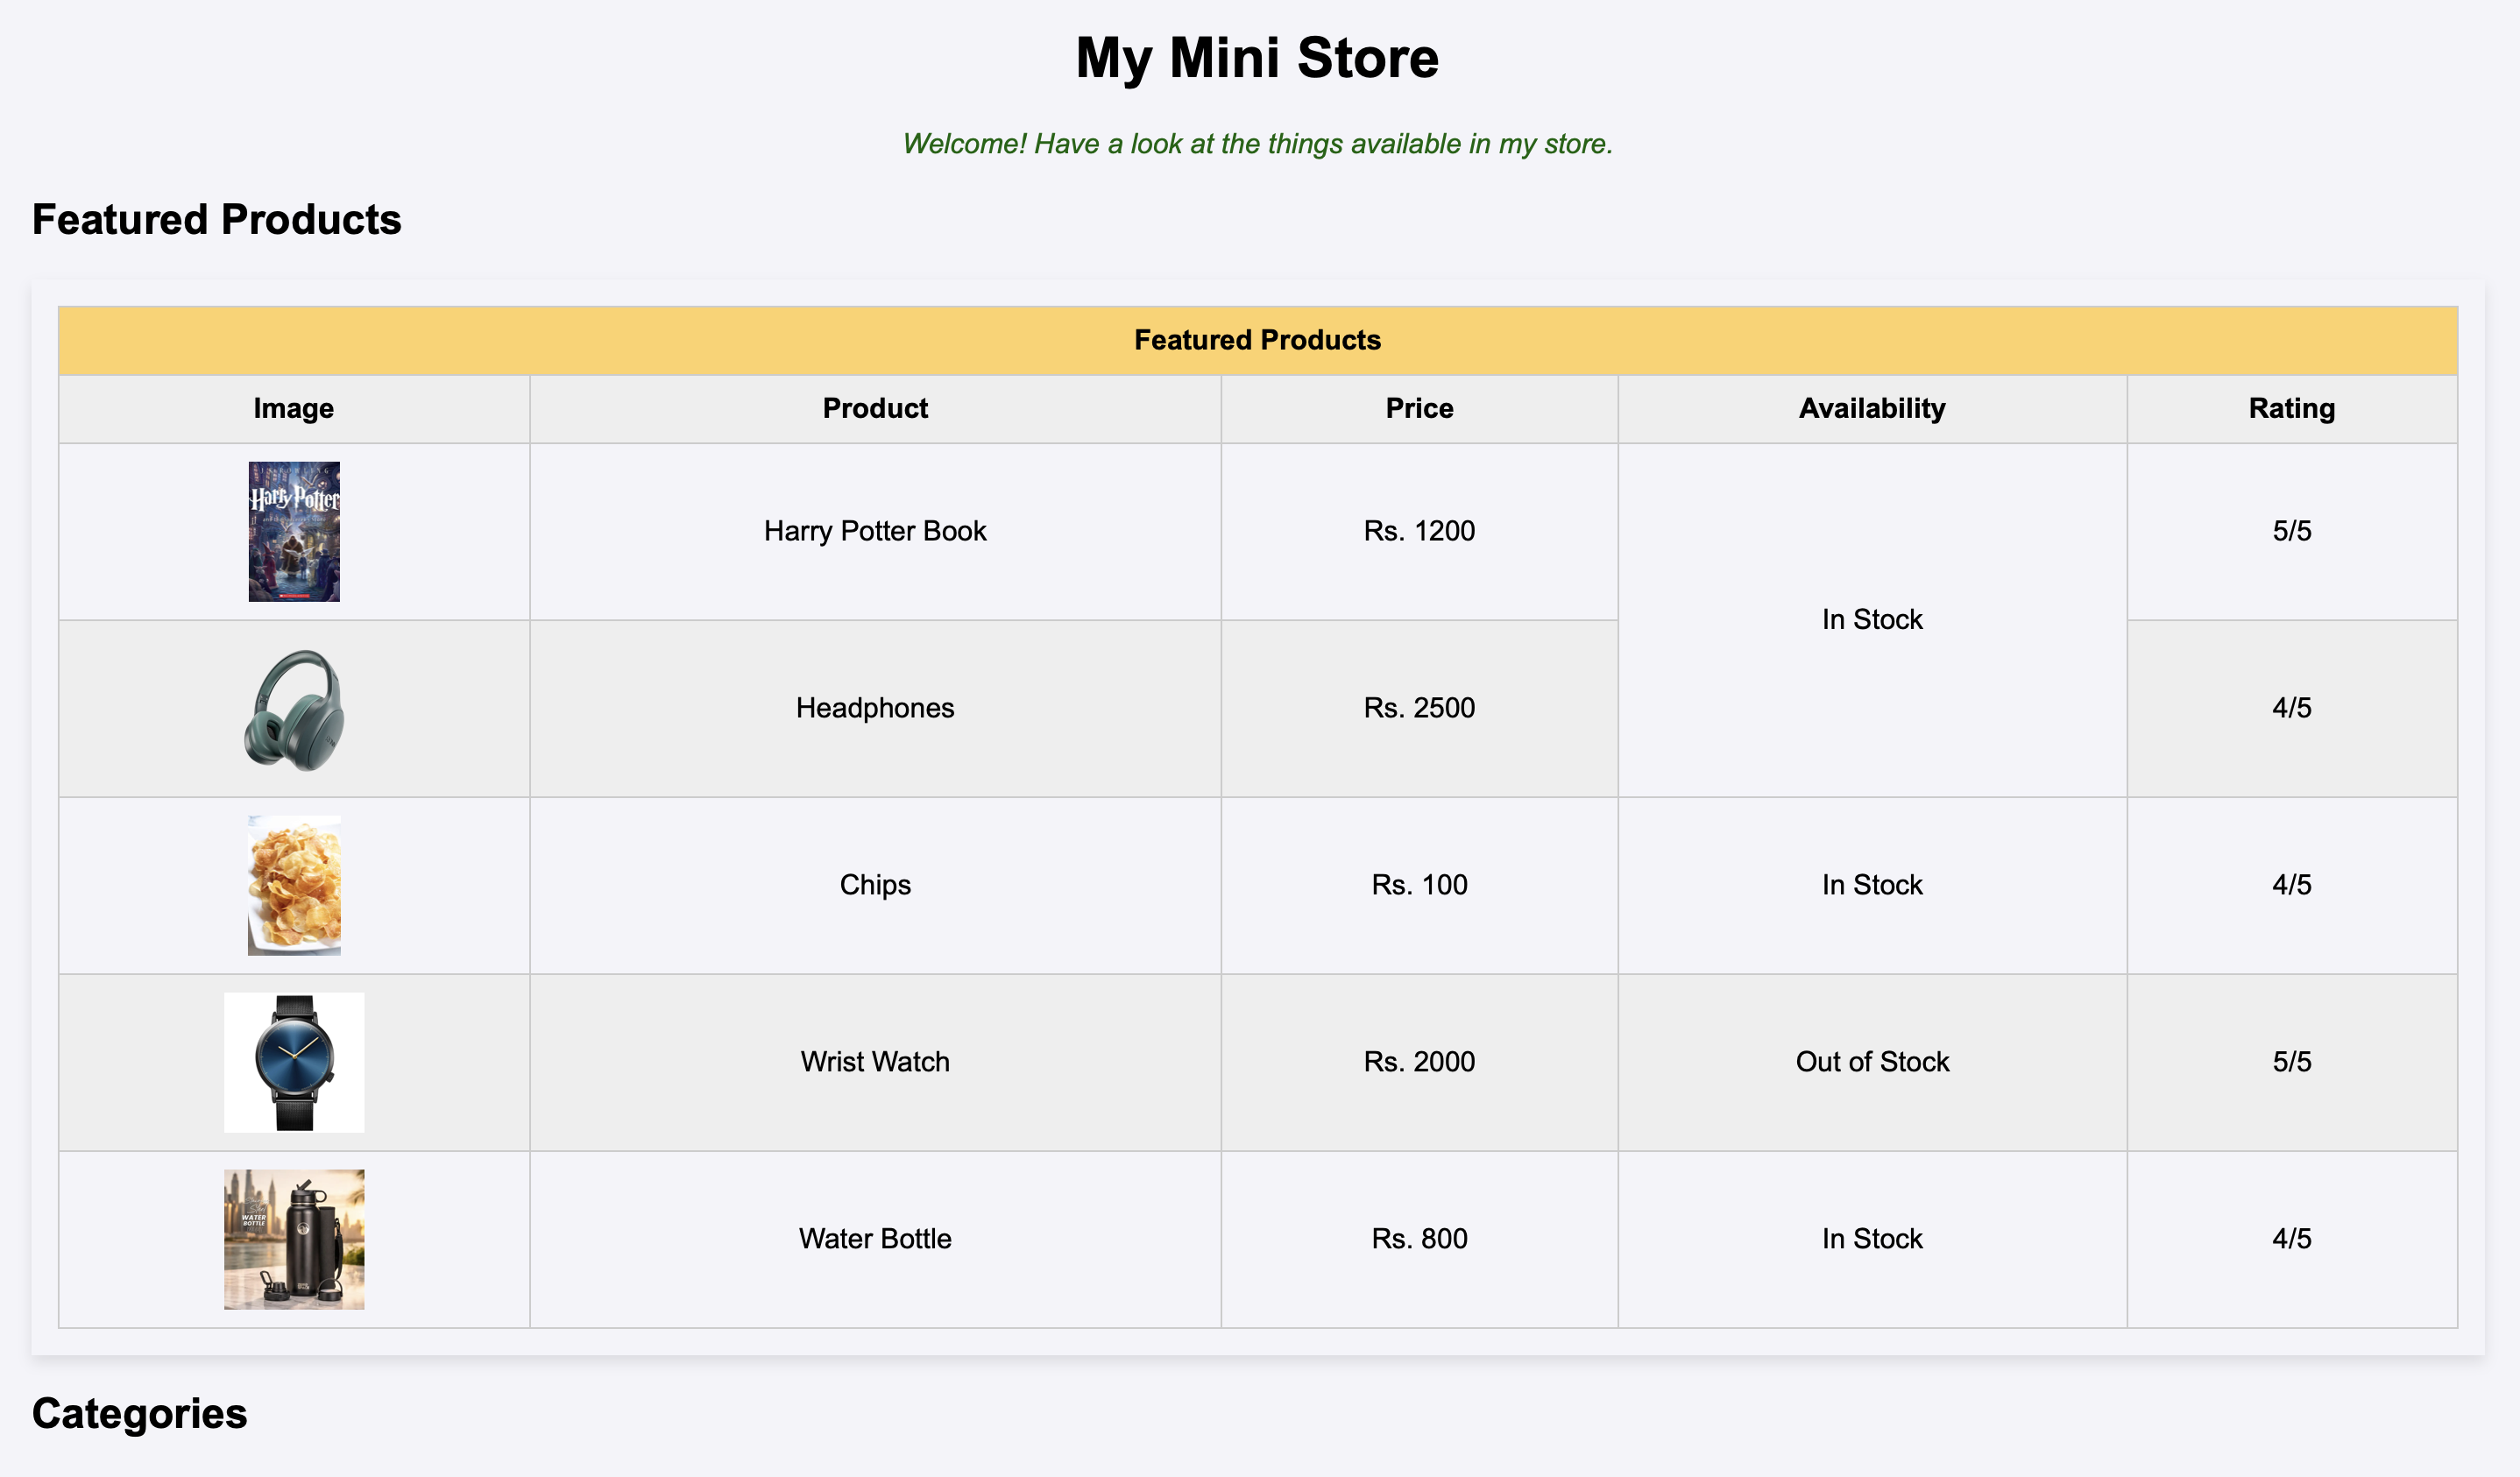 My Mini Store
Welcome! Have a look at the things available in my store.
Featured Products
Featured Products
Image Product Price Availability Rating
Harry Potter
Harry Potter Book Rs. 1200 In Stock 5/5
Headphones Rs. 2500 4/5
Chips Rs. 100 In Stock 4/5
Wrist Watch Rs. 2000 Out of Stock 5/5
WATER
BOTTLE
Water Bottle Rs. 800 In Stock 4/5
Categories